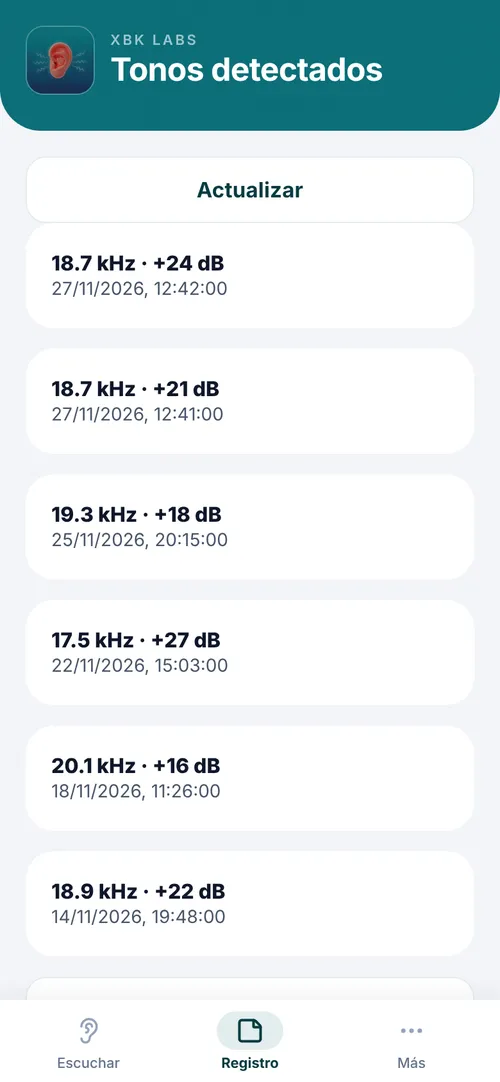 XBK LABS
Tonos detectados
Actualizar
18.7 kHz · +24 dB
27/11/2026, 12:42:00
18.7 kHz · +21 dB
27/11/2026, 12:41:00
19.3 kHz · +18 dB
25/11/2026, 20:15:00
17.5 kHz · +27 dB
22/11/2026, 15:03:00
20.1 kHz · +16 dB
18/11/2026, 11:26:00
18.9 kHz · +22 dB
14/11/2026, 19:48:00
Escuchar
Registro
Más